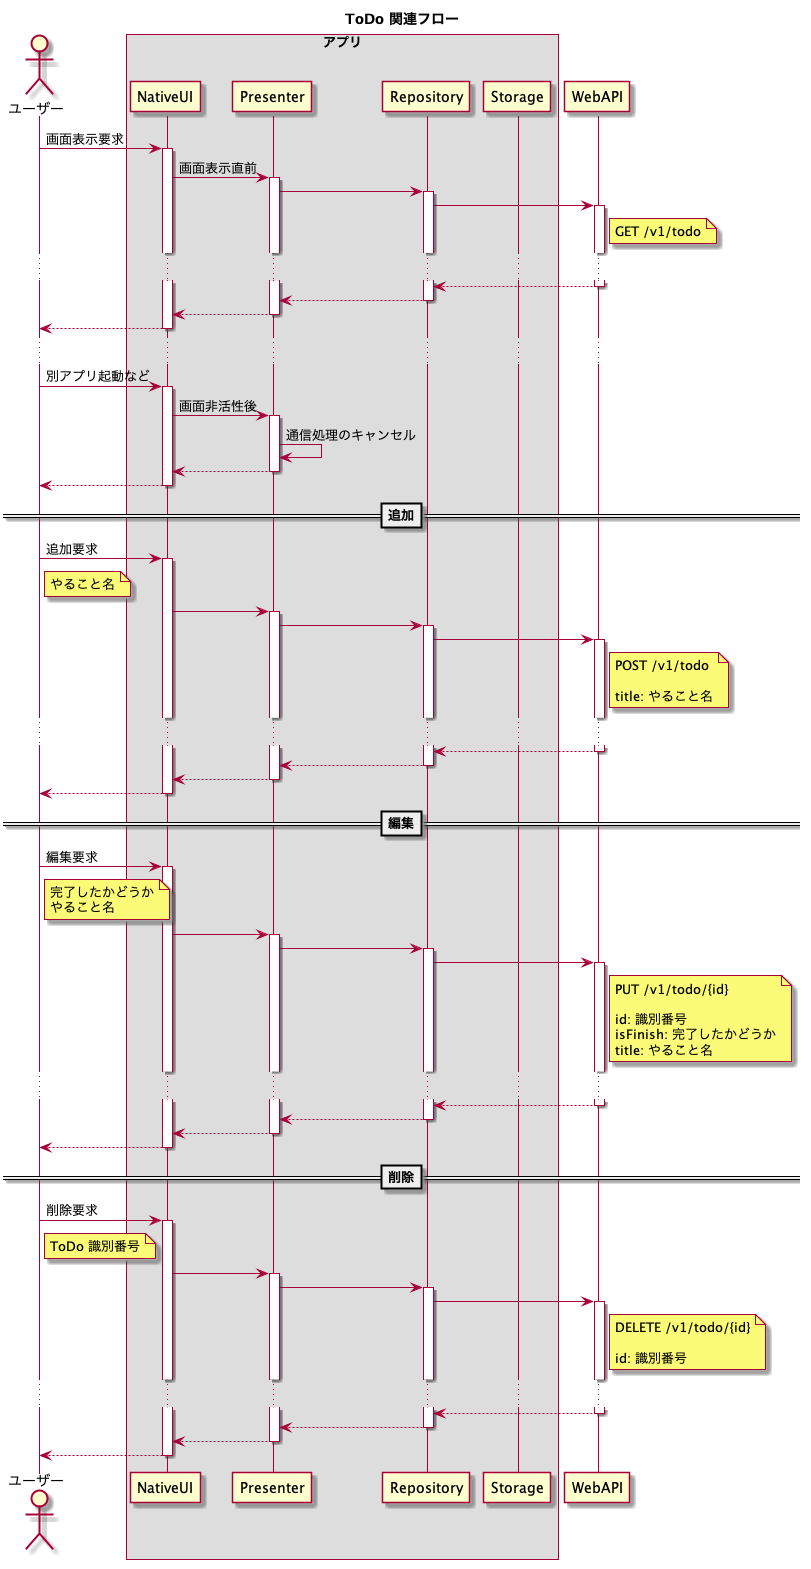 ToDo 関連フロー
アプリ
ユーザー
NativeUI
Presenter
Repository
Storage
WebAPI
画面表示要求
画面表示直前
GET /v1/todo
別アプリ起動など
画面非活性後
通信処理のキャンセル
追加
追加要求
やること名
POST /v1/todo
title: やること名
編集
編集要求
完了したかどうか
やること名
PUT /v1/todo/{id}
id: 識別番号
isFinish: 完了したかどうか
title: やること名
削除
削除要求
ToDo 識別番号
DELETE /v1/todo/{id}
id: 識別番号
ユーザー
NativeUI
Presenter
Repository
Storage
WebAPI